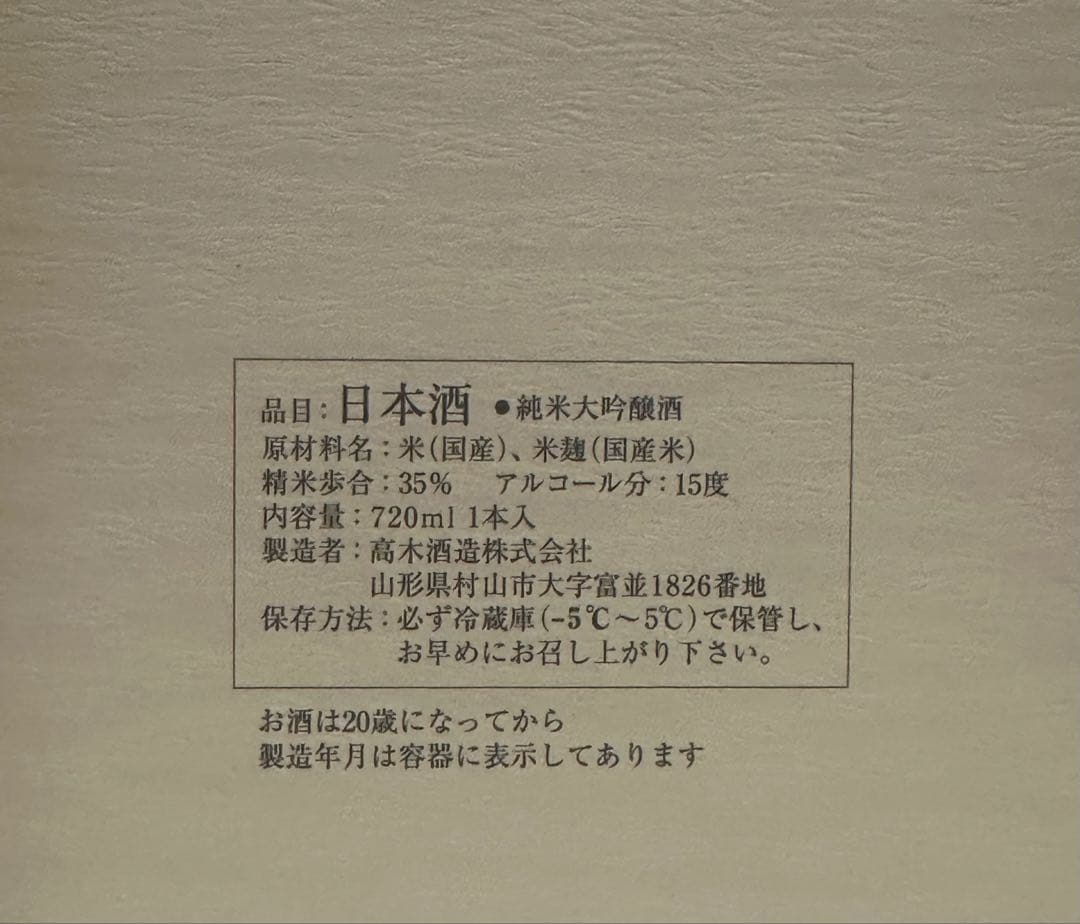 品目：日本酒 ●純米大吟醸酒
原材料名：米(国産)、米麹(国産米)
精米歩合：35% アルコール分：15度
内容量：720ml 1本入
製造者：高木酒造株式会社
山形県村山市大字富並1826番地
保存方法：必ず冷蔵庫(-5℃〜5℃)で保管し、
お早めにお召し上がり下さい。
お酒は20歳になってから
製造年月は容器に表示してあります